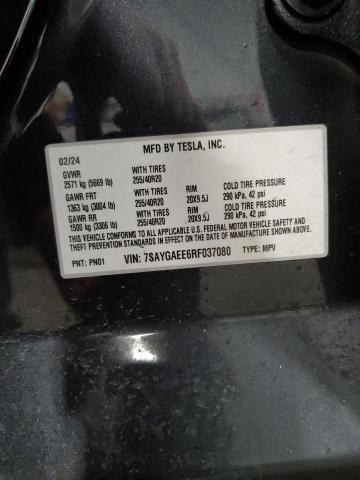 MFD BY TESLA, INC.
02/24
GVWR WITH TIRES
2571 kg (5669 lb) 255/40R20
GAWR FRT WITH TIRES RIM COLD TIRE PRESSURE
1363 kg (3004 lb) 255/40R20 20X9.5J 290 kPa, 42 psi
GAWR RR WITH TIRES RIM COLD TIRE PRESSURE
1500 kg (3306 lb) 255/40R20 20X9.5J 290 kPa, 42 psi
THIS VEHICLE CONFORMS TO ALL APPLICABLE U.S. FEDERAL MOTOR VEHICLE SAFETY AND
THEFT PREVENTION STANDARDS IN EFFECT ON THE DATE OF MANUFACTURE SHOWN ABOVE.
PNT: PN01 VIN: 7SAYGAEE6RF037080 TYPE: MPV